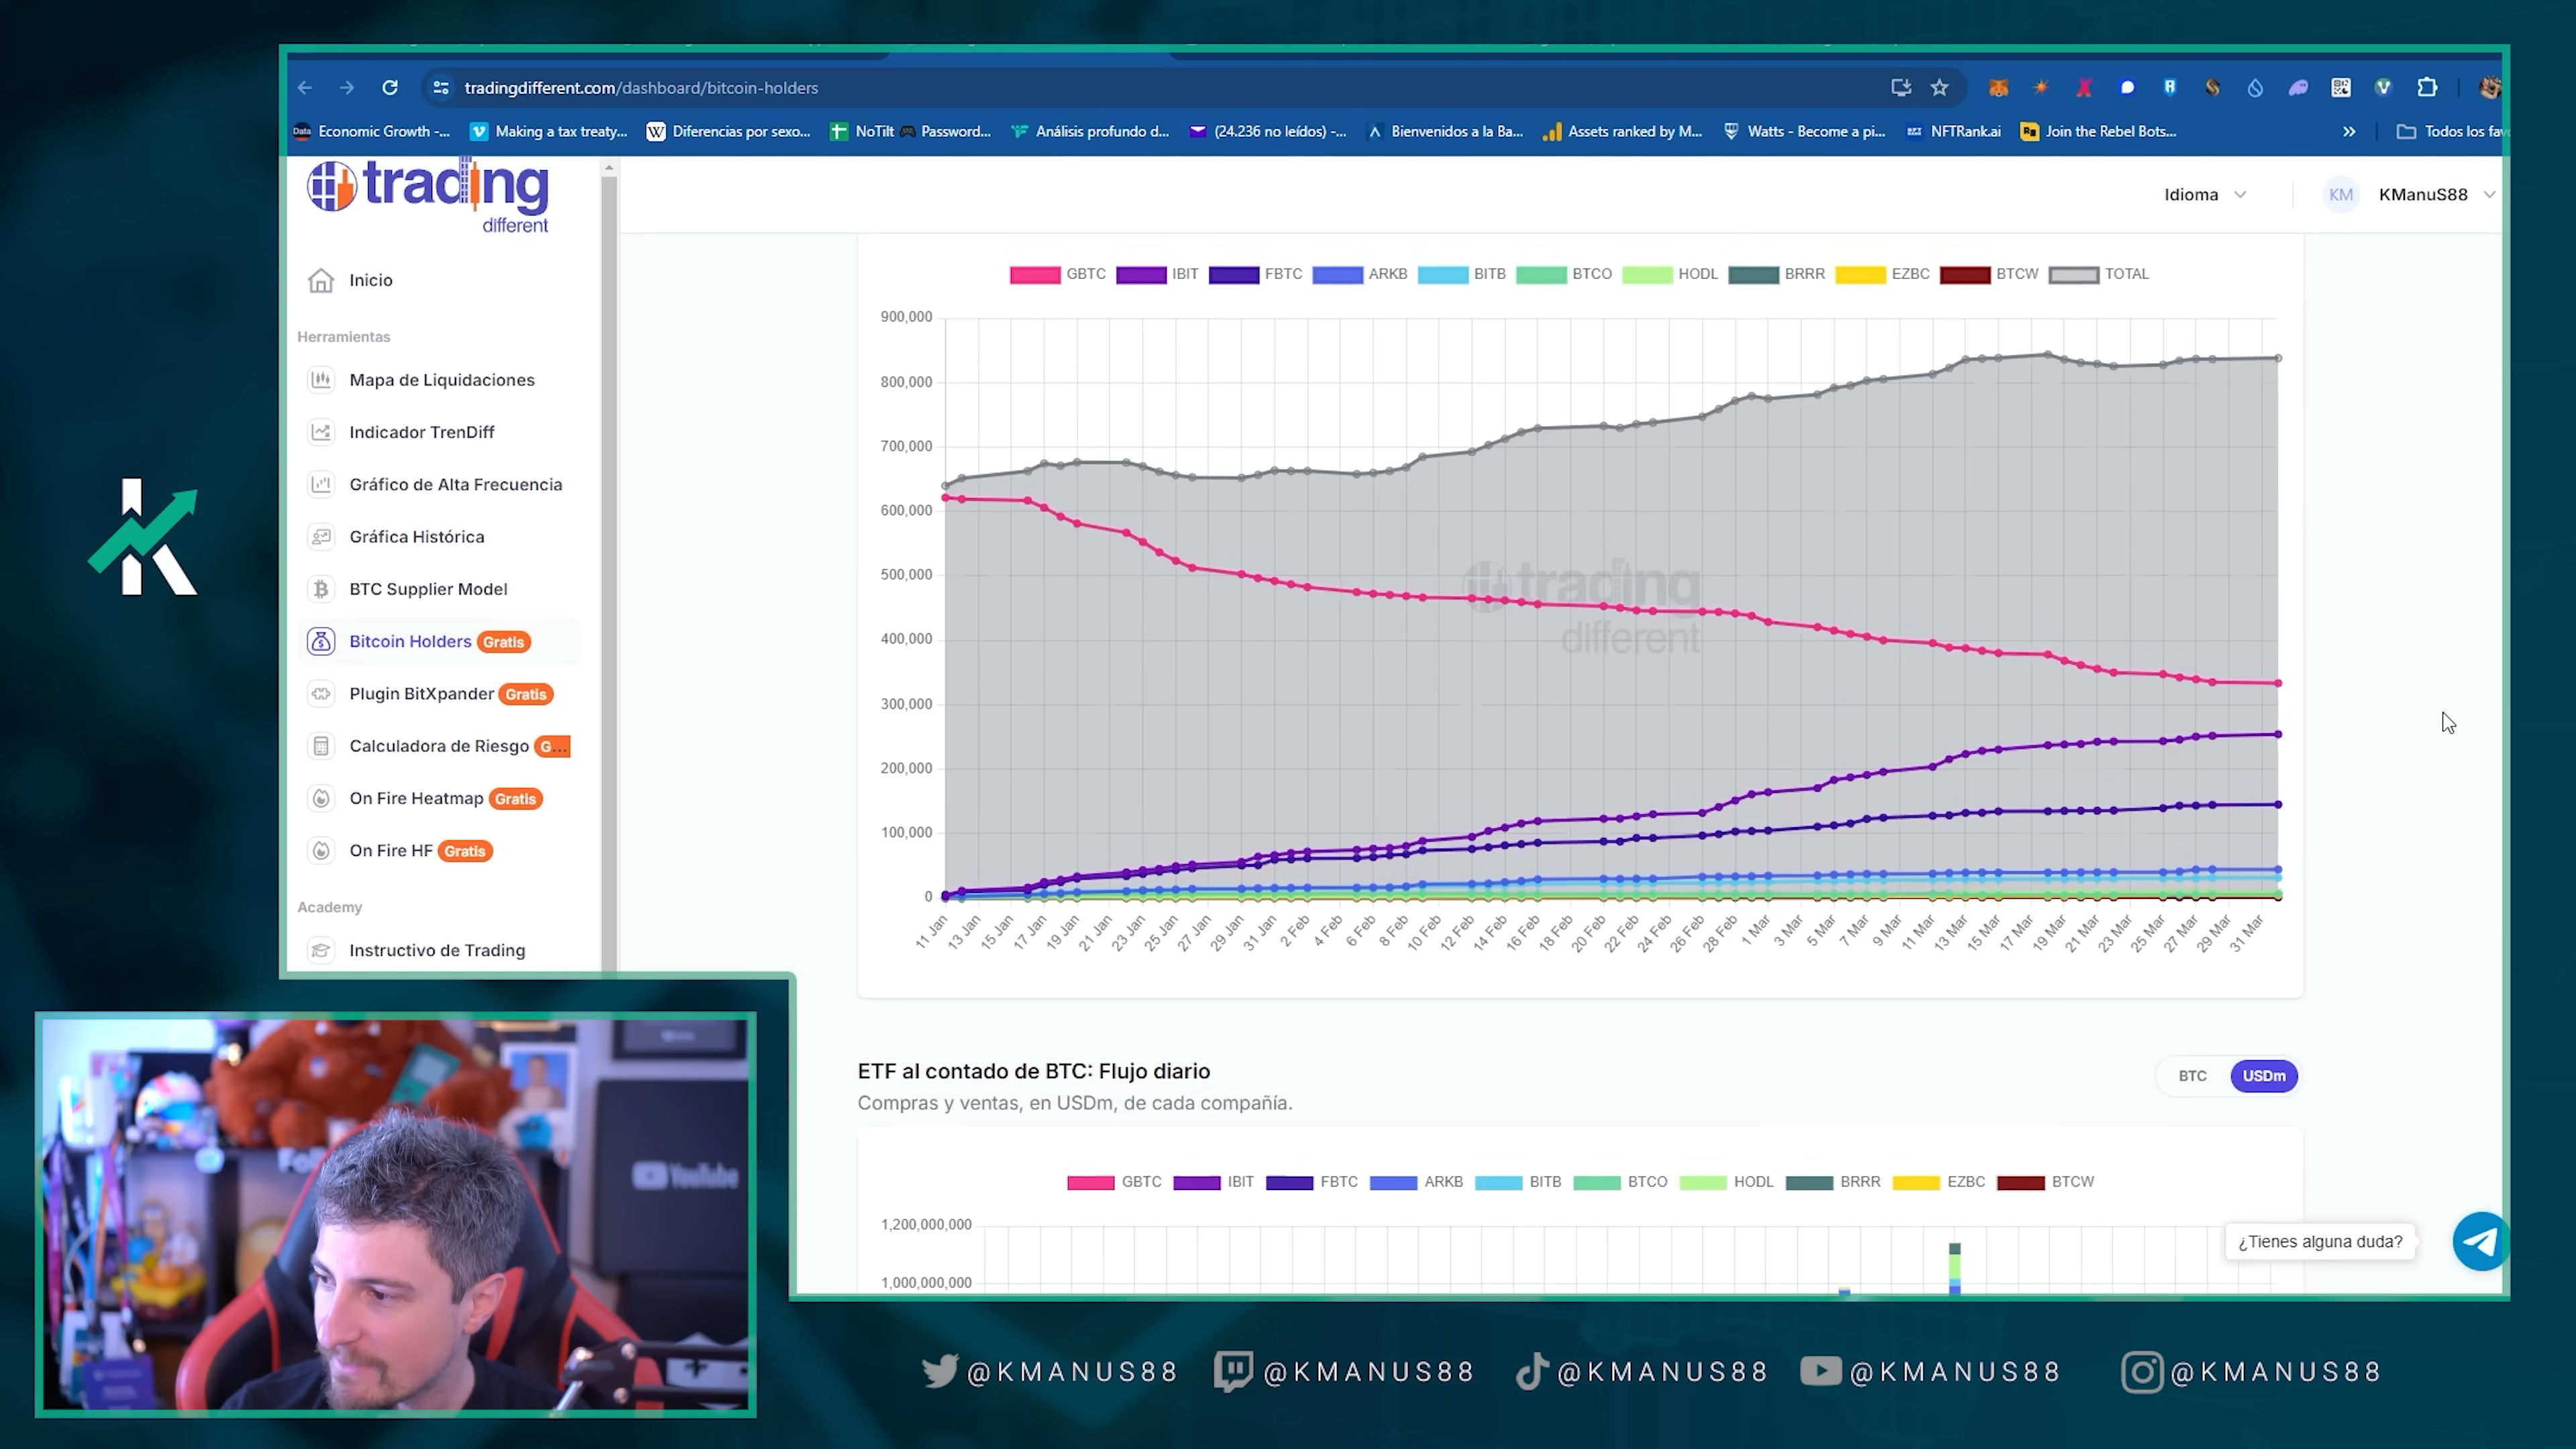 tradingdifferent.com/dashboard/bitcoin-holders
Economic Growth -...
Making a tax treaty...
Diferencias por sexo...
NoTilt
Password...
Análisis profundo d...
(24.236 no leídos) -...
Bienvenidos a la Ba...
Assets ranked by M...
Watts - Become a pi...
NFTRank.ai
Join the Rebel Bots...
Todos los fav
trading
different
Idioma
KM
KManuS88
Inicio
Herramientas
Mapa de Liquidaciones
Indicador TrenDiff
Gráfico de Alta Frecuencia
Gráfica Histórica
BTC Supplier Model
Bitcoin Holders Gratis
Plugin BitXpander Gratis
Calculadora de Riesgo G...
On Fire Heatmap Gratis
On Fire HF Gratis
Academy
Instructivo de Trading
GBTC IBIT FBTC ARKB BITB BTCO HODL BRRR EZBC BTCW TOTAL
900,000
800,000
700,000
600,000
500,000
400,000
300,000
200,000
100,000
0
trading
different
11 Jan 13 Jan 15 Jan 17 Jan 19 Jan 21 Jan 23 Jan 25 Jan 27 Jan 29 Jan 31 Jan 2 Feb 4 Feb 6 Feb 8 Feb 10 Feb 12 Feb 14 Feb 16 Feb 18 Feb 20 Feb 22 Feb 24 Feb 26 Feb 28 Feb 1 Mar 3 Mar 5 Mar 7 Mar 9 Mar 11 Mar 13 Mar 15 Mar 17 Mar 19 Mar 21 Mar 23 Mar 25 Mar 27 Mar 29 Mar 31 Mar
ETF al contado de BTC: Flujo diario
Compras y ventas, en USDm, de cada compañía.
BTC USDm
GBTC IBIT FBTC ARKB BITB BTCO HODL BRRR EZBC BTCW
1,200,000,000
1,000,000,000
¿Tienes alguna duda?
YouTube
@KMANUS88 @KMANUS88 @KMANUS88 @KMANUS88 @KMANUS88